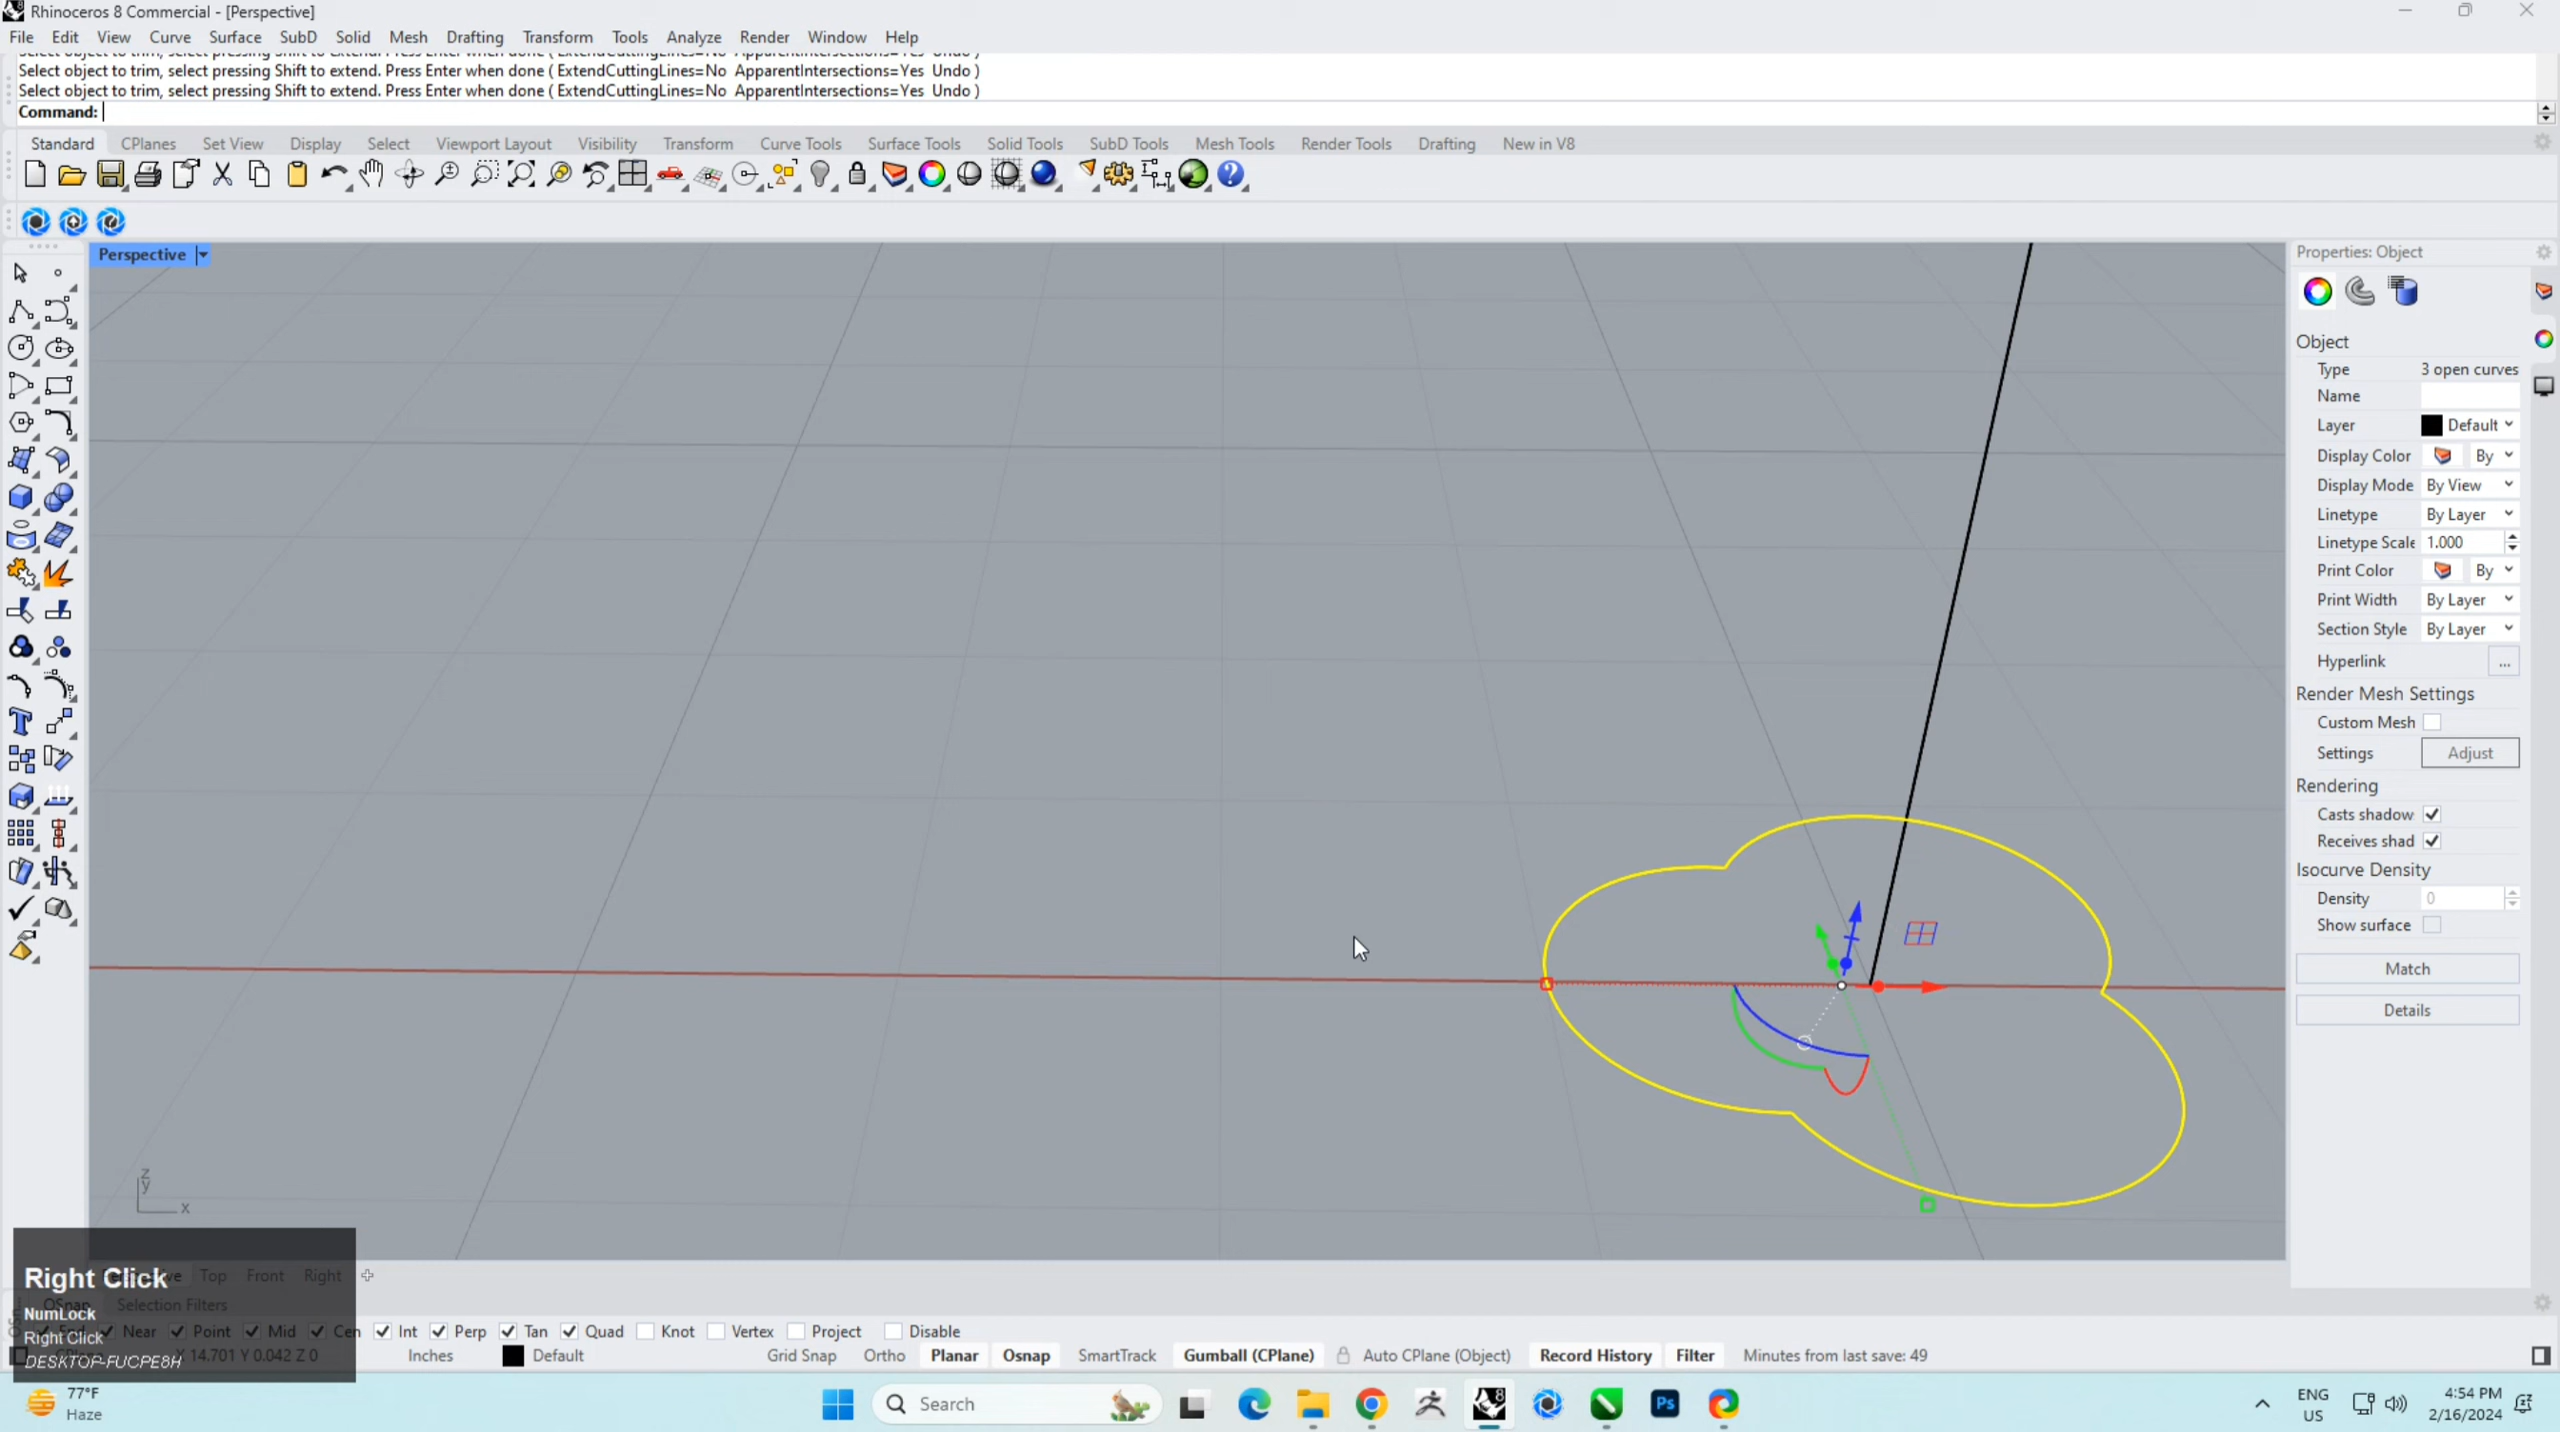 Rhinoceros 8 Commercial - [Perspective]
File Edit View Curve Surface SubD Solid Mesh Drafting Transform Tools Analyze Render Window Help
Select object to trim, select pressing Shift to extend. Press Enter when done ( ExtendCuttingLines=No ApparentIntersections=Yes Undo )
Select object to trim, select pressing Shift to extend. Press Enter when done ( ExtendCuttingLines=No ApparentIntersections=Yes Undo )
Command:
Standard CPlanes Set View Display Select Viewport Layout Visibility Transform Curve Tools Surface Tools Solid Tools SubD Tools Mesh Tools Render Tools Drafting New in V8
Perspective
Properties: Object
Object
Type 3 open curves
Name
Layer Default
Display Color By
Display Mode By View
Linetype By Layer
Linetype Scale 1.000
Print Color By
Print Width By Layer
Section Style By Layer
Hyperlink ...
Render Mesh Settings
Custom Mesh
Settings Adjust
Rendering
Casts shadow
Receives shad
Isocurve Density
Density 0
Show surface
Match
Details
z
y
x
Right Click
Top Front Right
NumLock
Selection Filters
Right Click
Near Point Mid Cen Int Perp Tan Quad Knot Vertex Project Disable
DESKTOP-FUCPE8H
X 14.701 Y 0.042 Z 0 Inches Default Grid Snap Ortho Planar Osnap SmartTrack Gumball (CPlane) Auto CPlane (Object) Record History Filter Minutes from last save: 49
77°F
Haze
Search
Ps
ENG
US
4:54 PM
2/16/2024